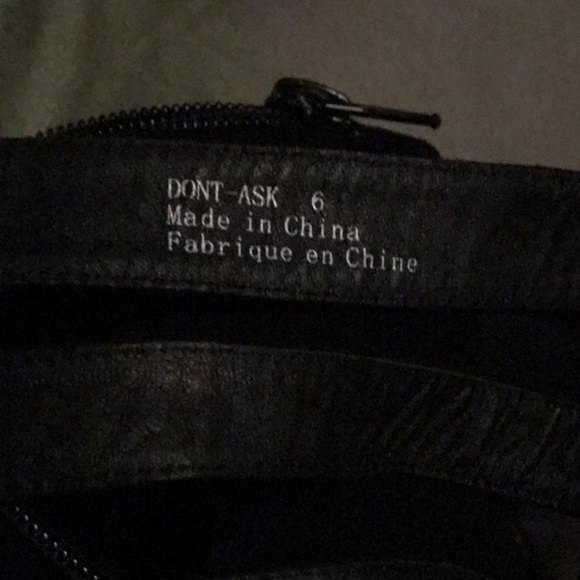 DONT-ASK 6
Made in China
Fabrique en Chine